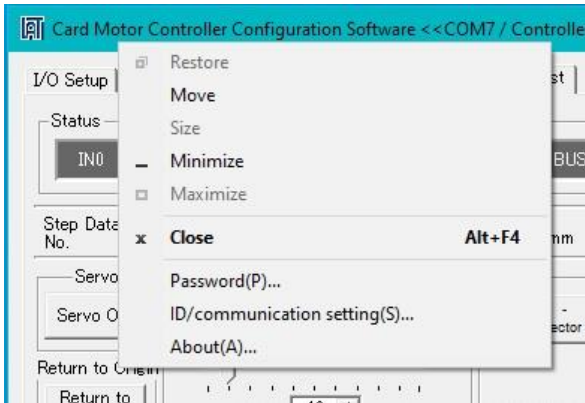 Card Motor Controller Configuration Software <<COM7 / Controlle
I/O Setup
st
Restore
Move
Size
Minimize
Maximize
Close Alt+F4
Password(P)...
ID/communication setting(S)...
About(A)...
Status
IN0
BUS
Step Data
No.
mm
Servo
Servo O
-
ector
Return to Origin
Return to